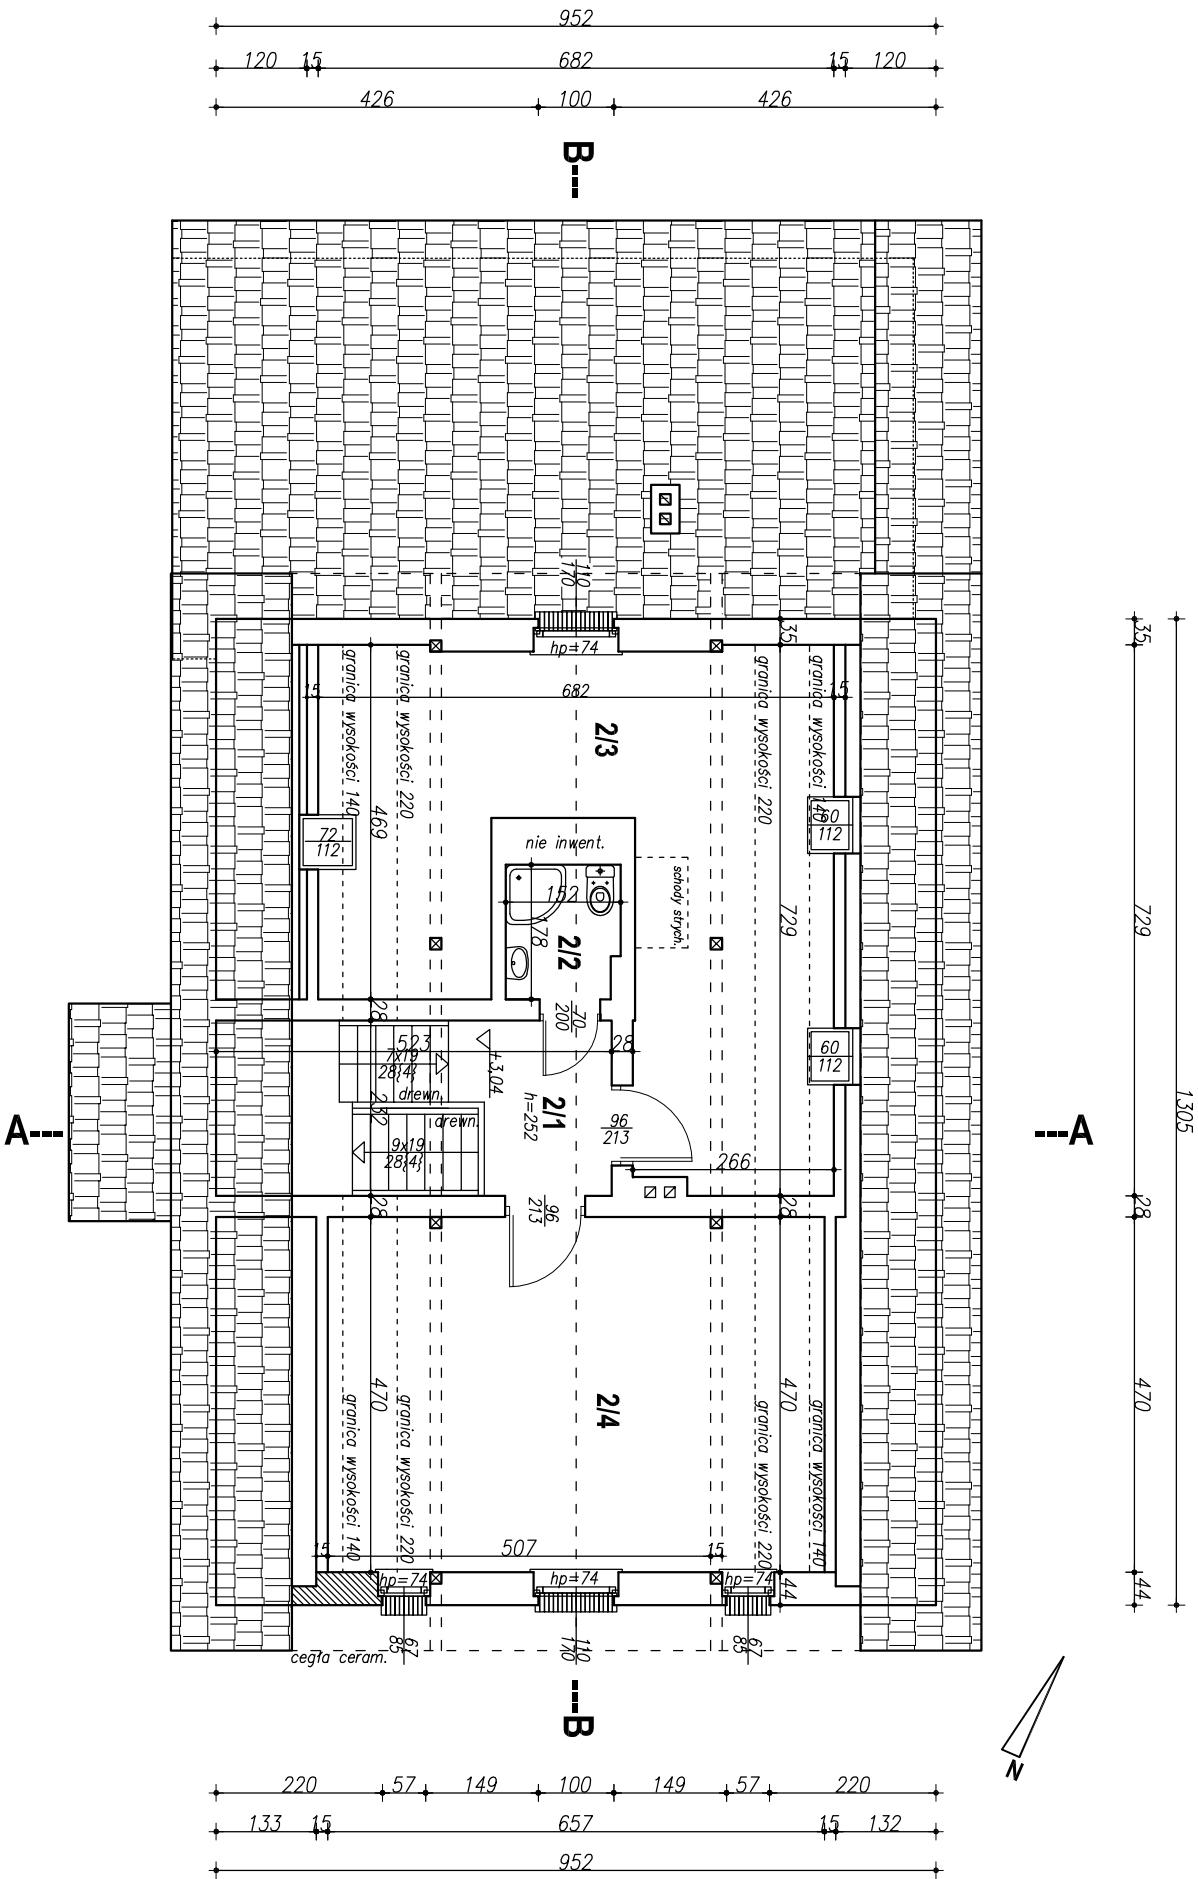 952
120 15 682 15 120
426 100 426
B---
110
170
hp=74
35
35
granica wysokości 140
granica wysokości 220
granica wysokości 220
granica wysokości 140
15 682 15
2/3
469
72
112
60
112
nie inwent.
schody strych.
152
178
2/2
729
729
28
70
200
523
28
7x19
28(4)
drewn.
+3,04
60
112
232
2/1
h=252
drewn.
9x19
28(4)
96
213
266
A---
---A
1305
28
96
213
28
28
470
2/4
470
470
granica wysokości 140
granica wysokości 220
granica wysokości 220
granica wysokości 140
15 507 15
hp=74
hp=74
hp=74
44
44
67
85
110
170
67
85
cegła ceram.
---B
N
220 57 149 100 149 57 220
133 15 657 15 132
952